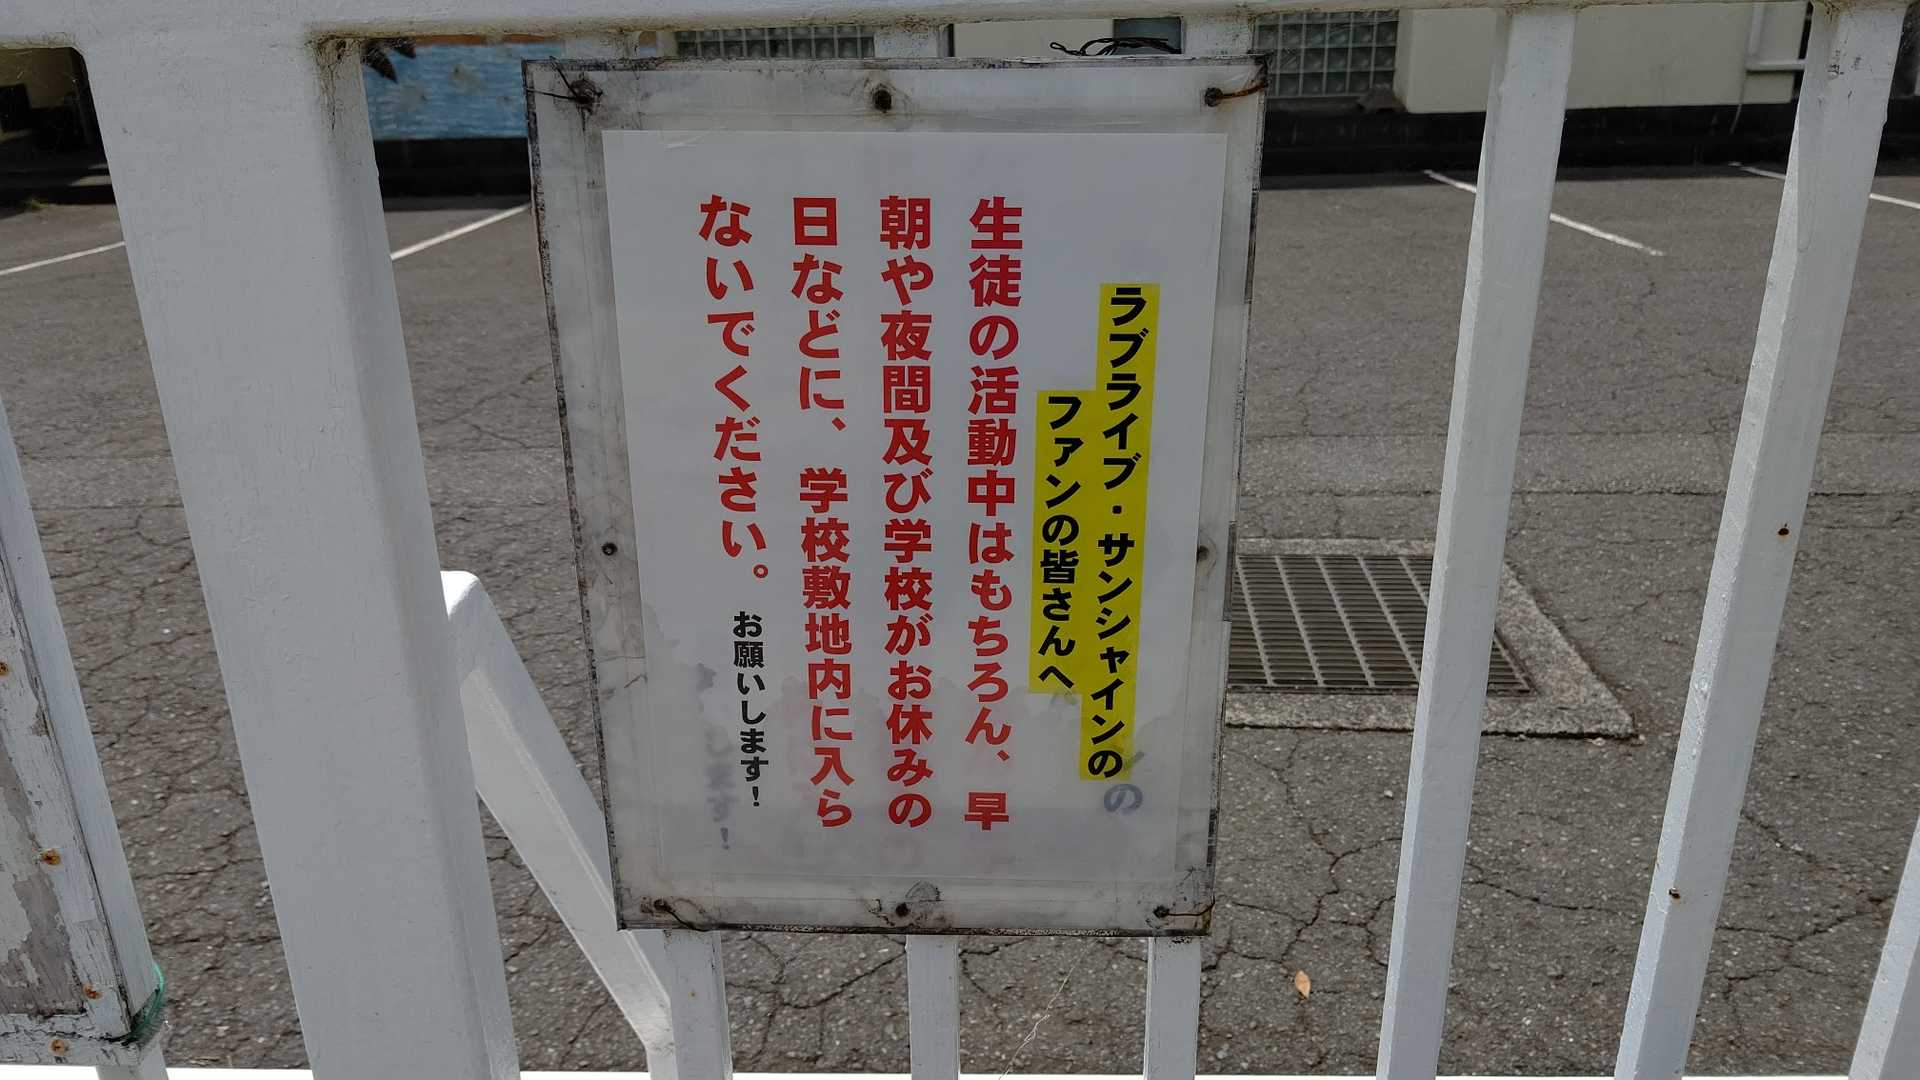 ラブライブ・サンシャインの
ファンの皆さんへ
生徒の活動中はもちろん、早
朝や夜間及び学校がお休みの
日などに、学校敷地内に入ら
ないでください。
お願いします！